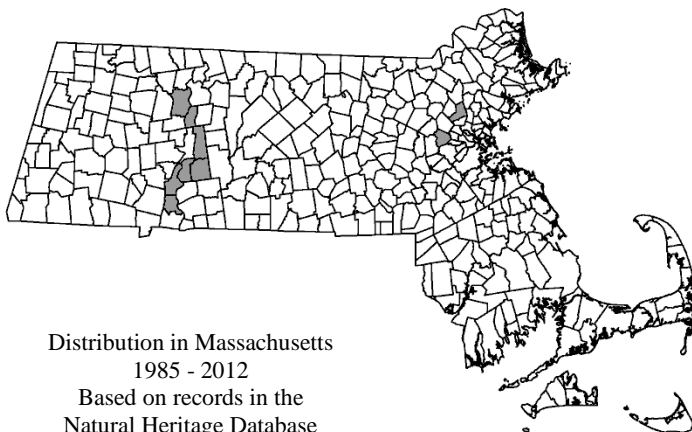 Distribution in Massachusetts
1985 - 2012
Based on records in the
Natural Heritage Database